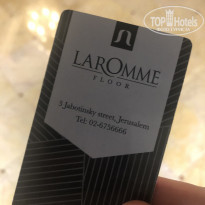 TOP HOTELS
LAROMME
FLOOR
3 Jabotinsky street, Jerusalem
Tel: 02-6756666